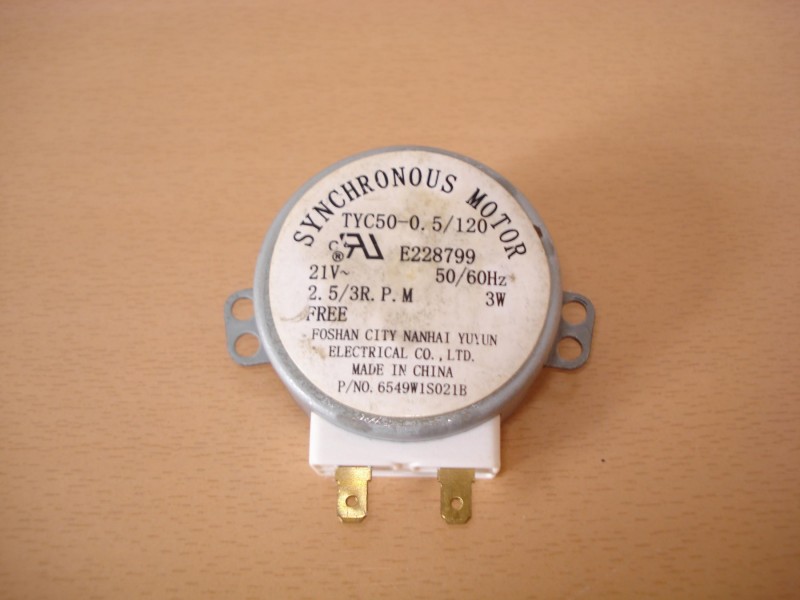 SYNCHRONOUS MOTOR
TYC50-0.5/120
c RU ® E228799
21V~ 50/60Hz
2.5/3R.P.M 3W
FREE
FOSHAN CITY NANHAI YUYUN
ELECTRICAL CO.,LTD.
MADE IN CHINA
P/NO. 6549W1S021B